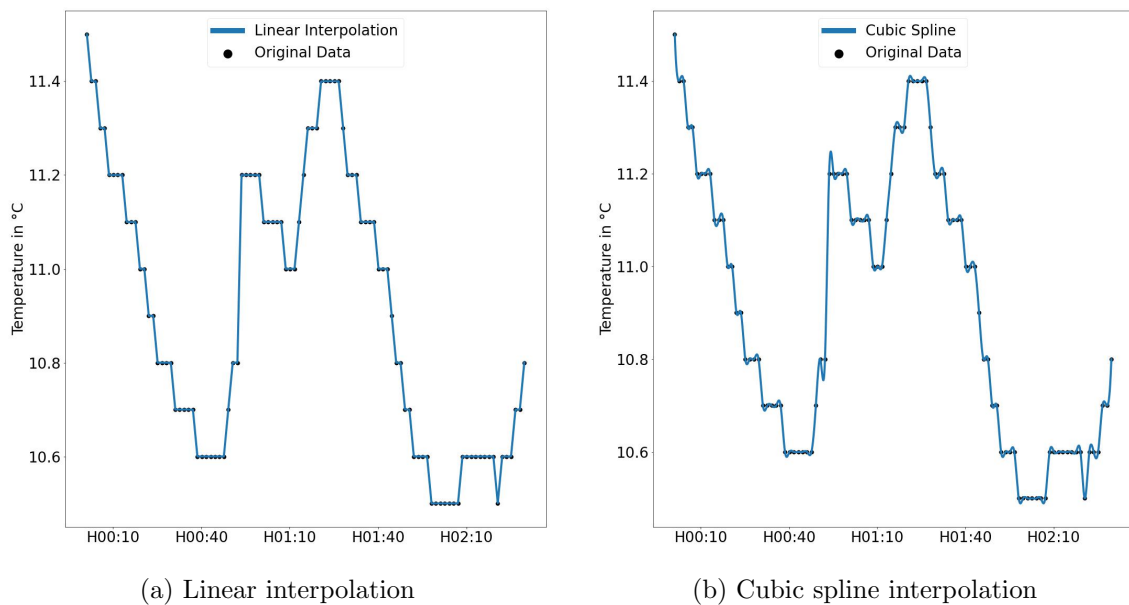 Linear Interpolation
Original Data
Temperature in °C
11.4
11.2
11.0
10.8
10.6
H00:10 H00:40 H01:10 H01:40 H02:10
(a) Linear interpolation
Cubic Spline
Original Data
Temperature in °C
11.4
11.2
11.0
10.8
10.6
H00:10 H00:40 H01:10 H01:40 H02:10
(b) Cubic spline interpolation